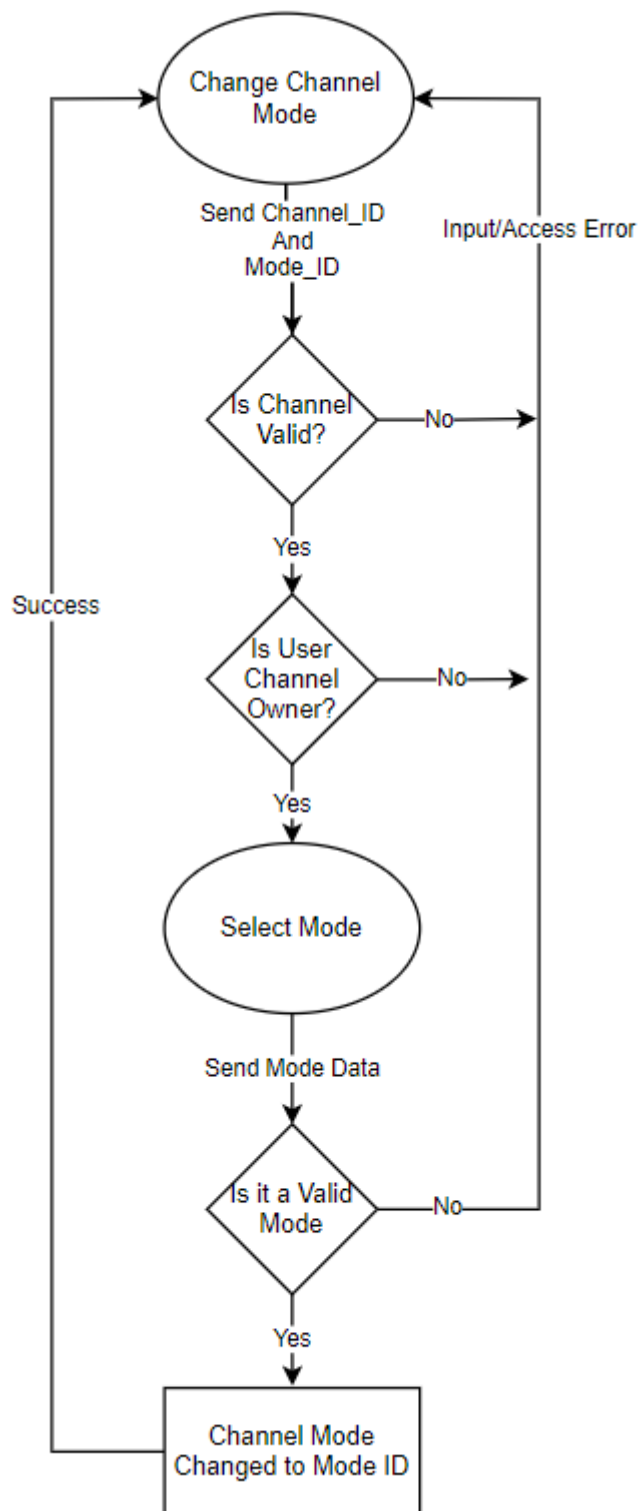 Change Channel
Mode
Send Channel_ID
And
Mode_ID
Input/Access Error
Is Channel
Valid?
No
Yes
Success
Is User
Channel
Owner?
No
Yes
Select Mode
Send Mode Data
Is it a Valid
Mode
No
Yes
Channel Mode
Changed to Mode ID